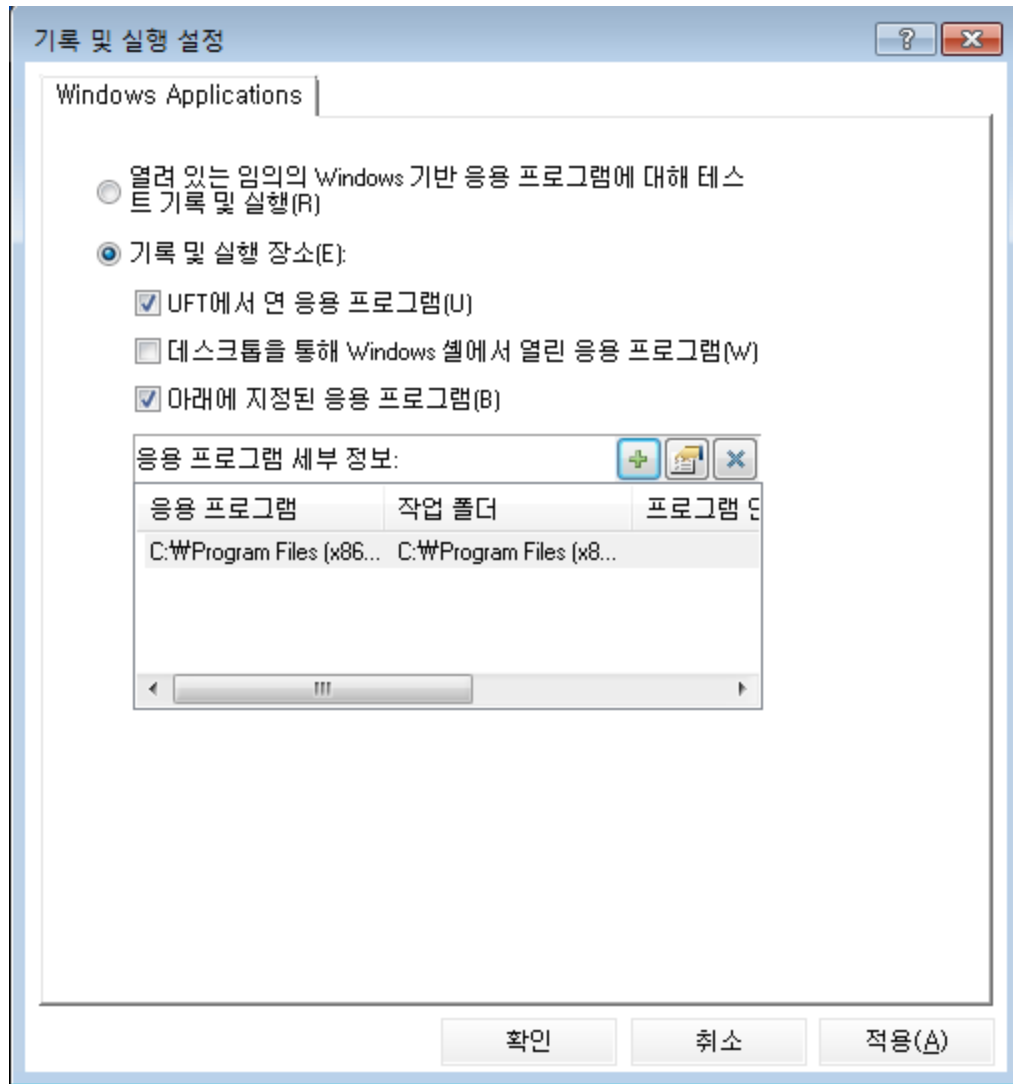 기록 및 실행 설정
Windows Applications
열려 있는 임의의 Windows 기반 응용 프로그램에 대해 테스
트 기록 및 실행(R)
기록 및 실행 장소(E):
UFT에서 연 응용 프로그램(U)
데스크톱을 통해 Windows 셸에서 열린 응용 프로그램(W)
아래에 지정된 응용 프로그램(B)
응용 프로그램 세부 정보:
응용 프로그램 작업 폴더 프로그램
C:₩Program Files (x86... C:₩Program Files (x8...
확인 취소 적용(A)